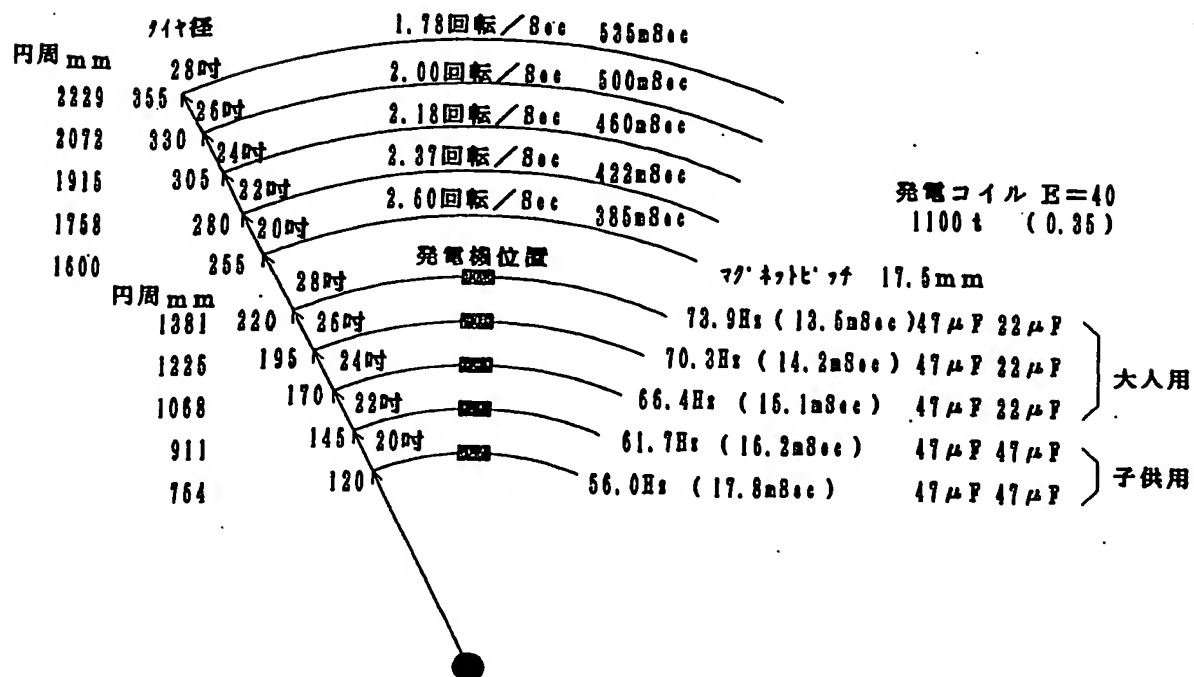 タイヤ径
円周mm
28吋 1.78回転/Sec 535mSec
2229 355
26吋 2.00回転/Sec 500mSec
2072 330
24吋 2.18回転/Sec 460mSec
1915 305
22吋 2.37回転/Sec 422mSec
1758 280
20吋 2.60回転/Sec 385mSec
1600 255
発電コイル E=40
1100t (0.35)
発電機位置
マグネットピッチ 17.5mm
円周mm
28吋
1381 220 73.9Hz (13.5mSec) 47μF 22μF
26吋
1225 195 70.3Hz (14.2mSec) 47μF 22μF
24吋
1068 170 66.4Hz (15.1mSec) 47μF 22μF
大人用
22吋
911 145 61.7Hz (16.2mSec) 47μF 47μF
20吋
754 120 56.0Hz (17.8mSec) 47μF 47μF
子供用